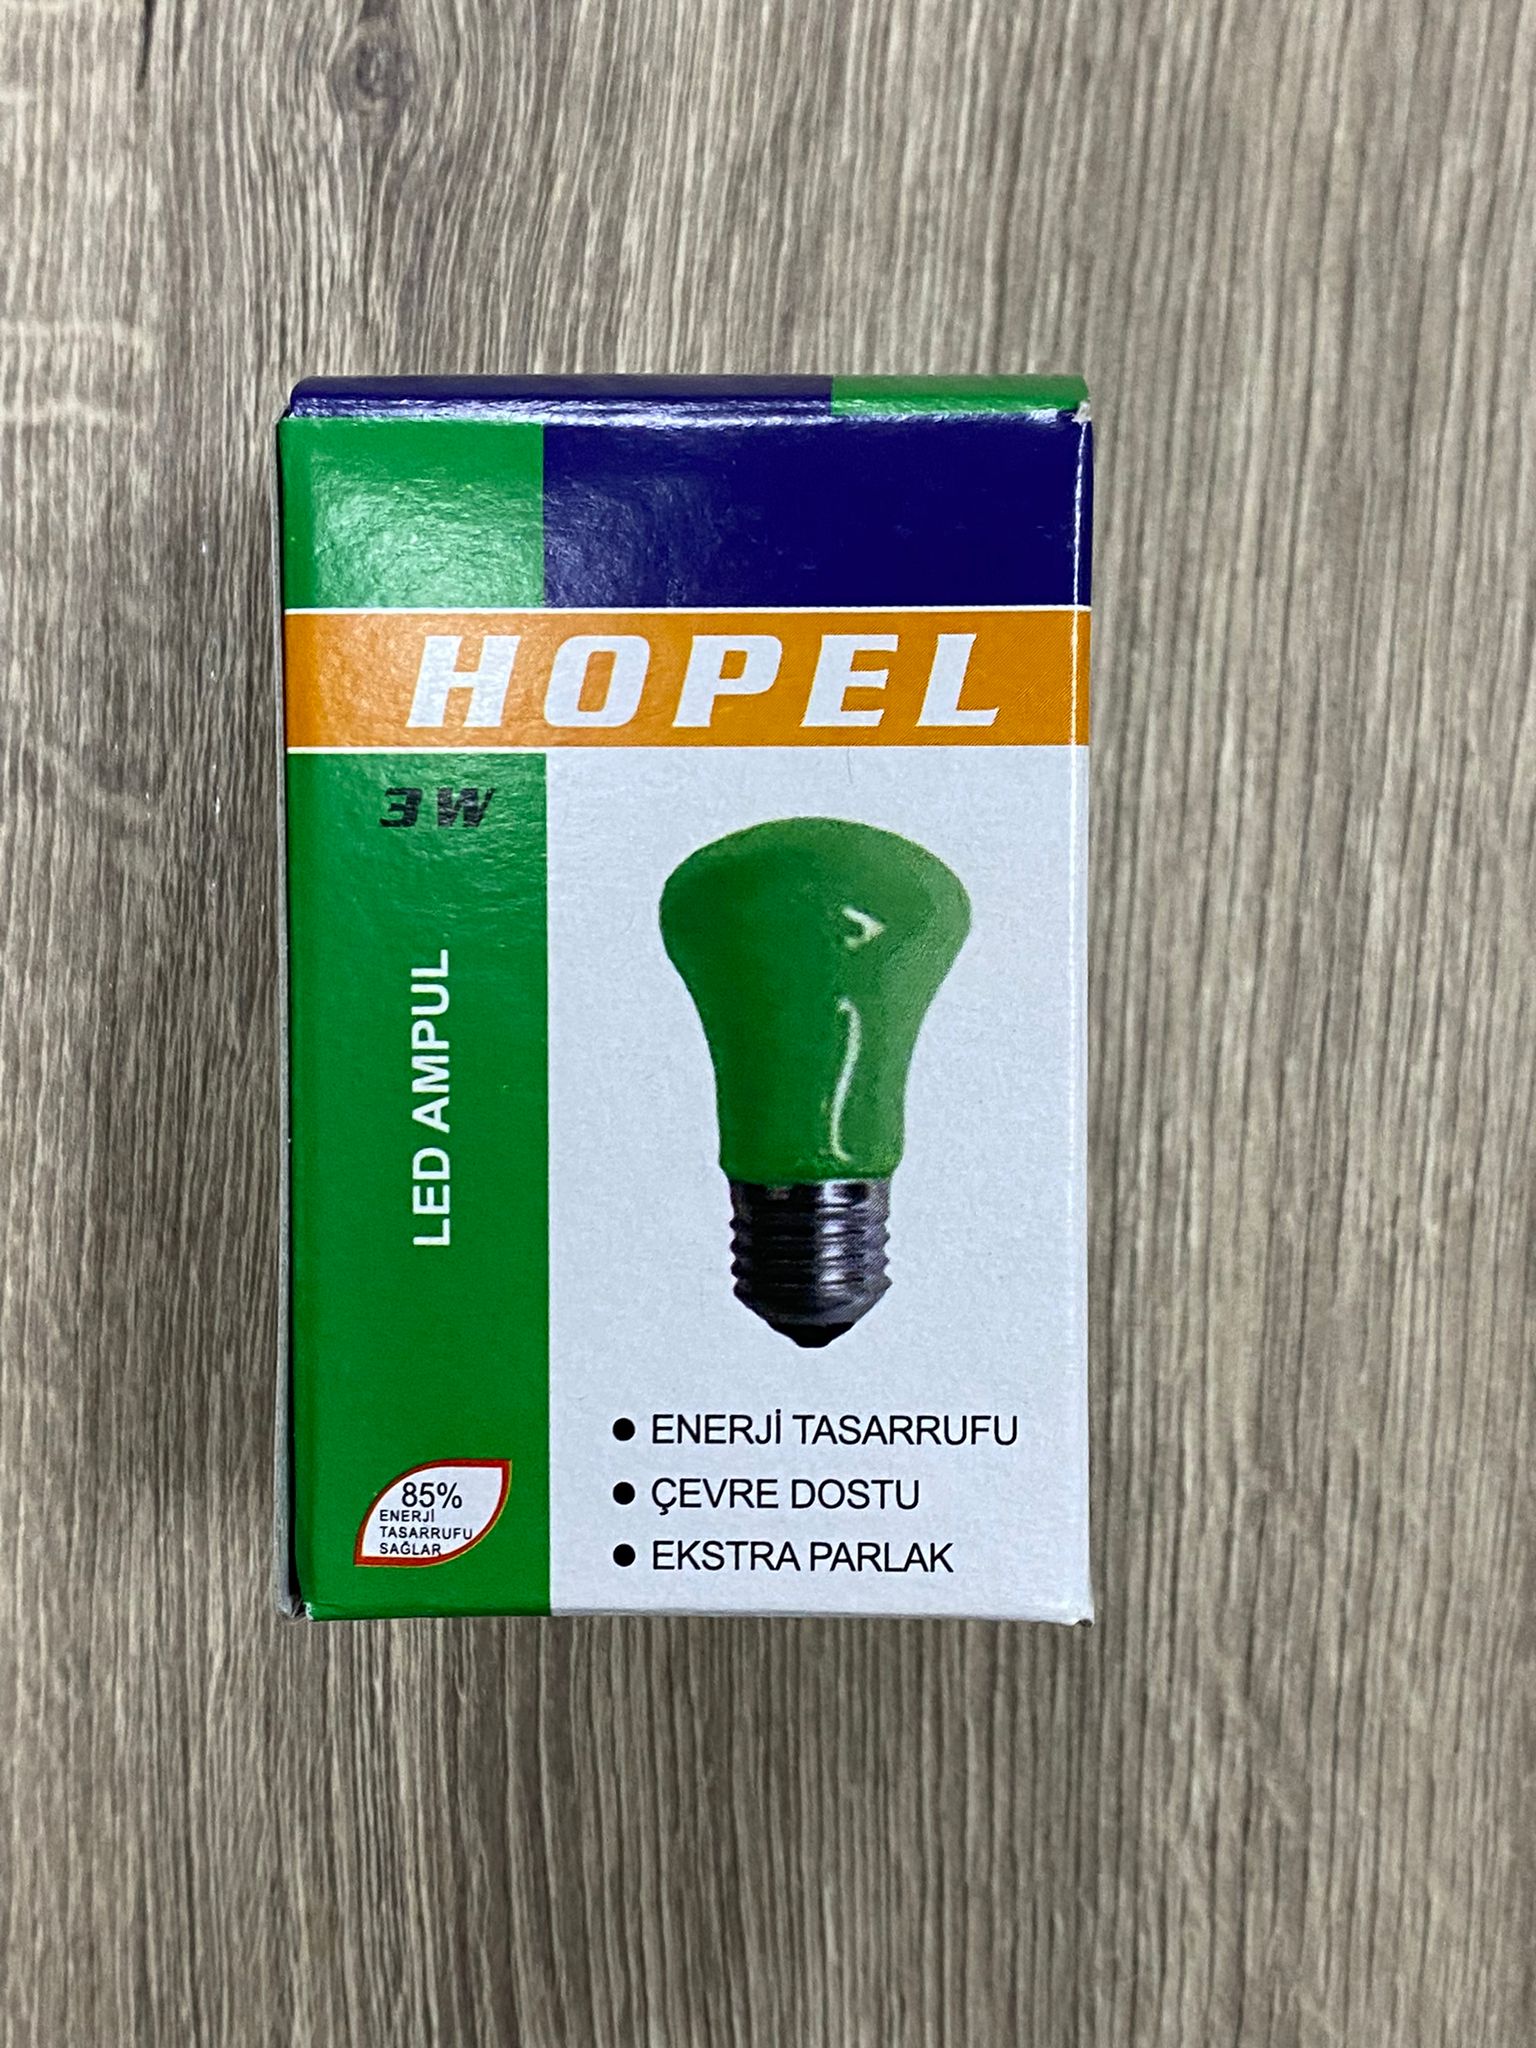 HOPEL
3W
LED AMPUL
85%
ENERJİ
TASARRUFU
SAĞLAR
● ENERJİ TASARRUFU
● ÇEVRE DOSTU
● EKSTRA PARLAK